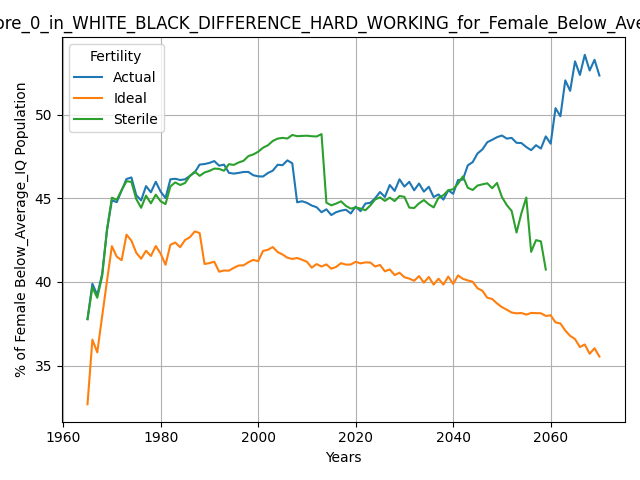 ore_0_in_WHITE_BLACK_DIFFERENCE_HARD_WORKING_for_Female_Below_Ave
Fertility
Actual
Ideal
Sterile
% of Female Below_Average_IQ Population
50
45
40
35
1960 1980 2000 2020 2040 2060
Years